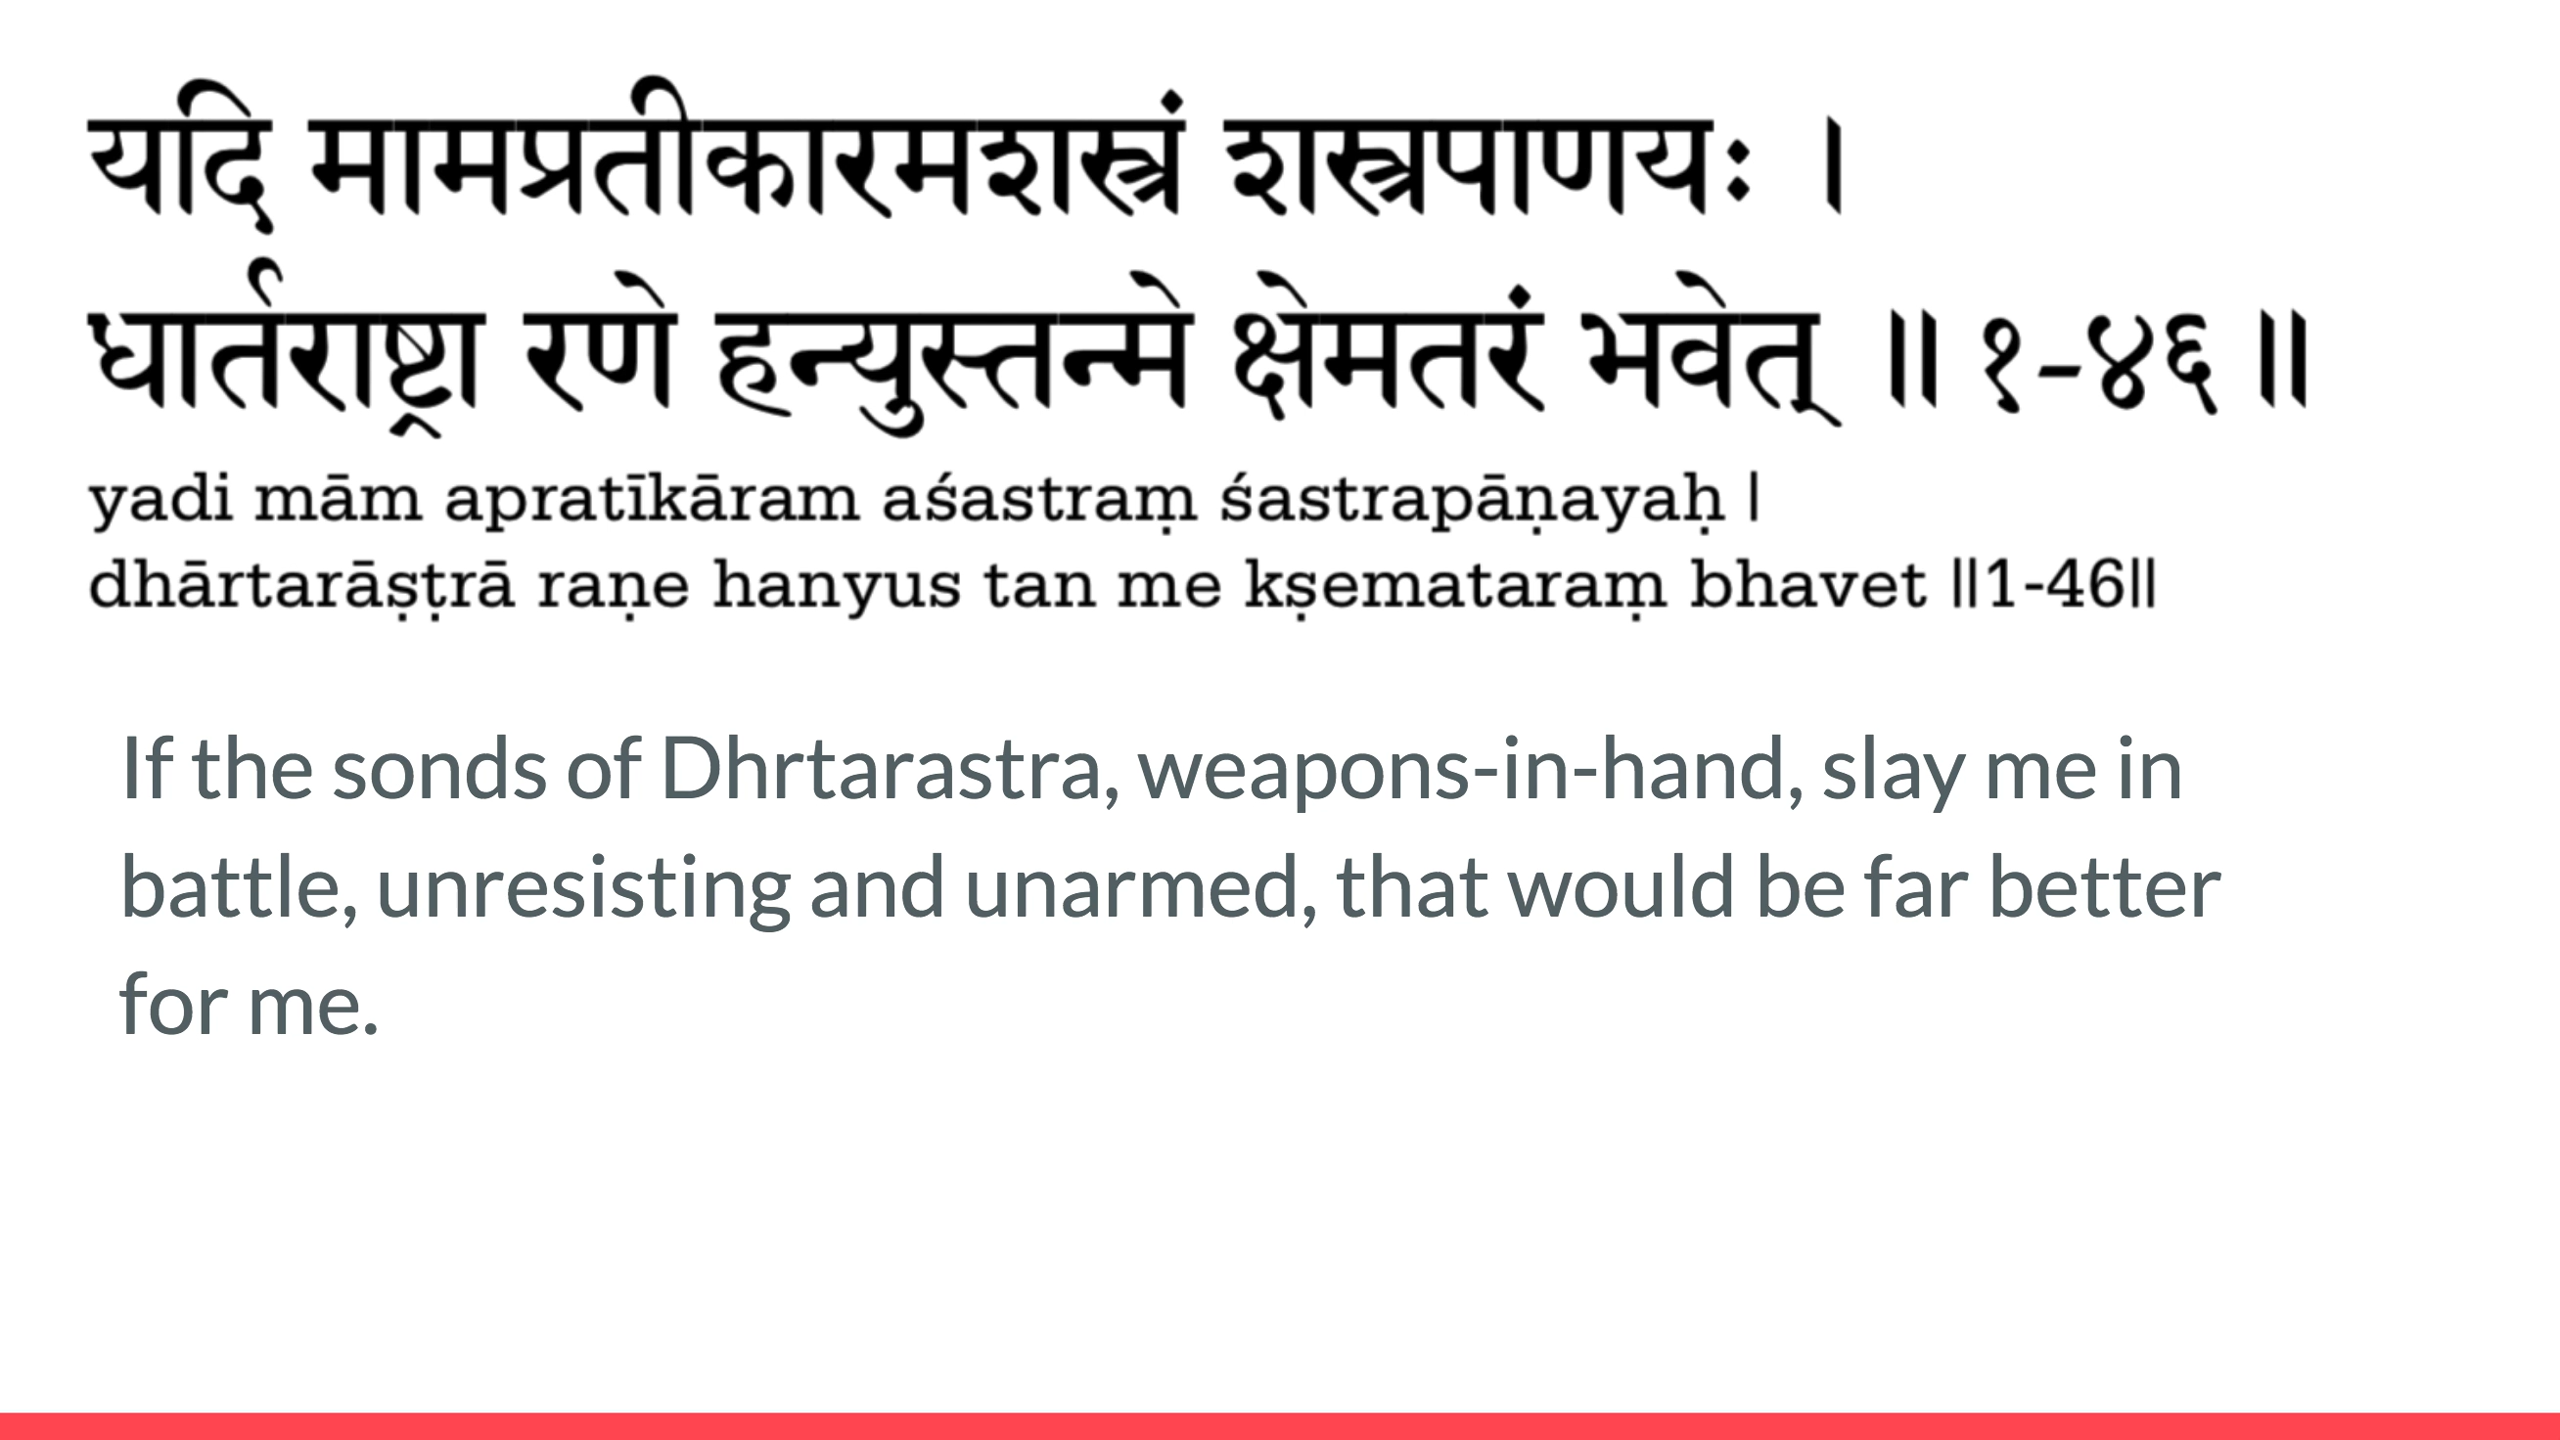 यदि मामप्रतीकारमशस्त्रं शस्त्रपाणयः ।
धार्तराष्ट्रा रणे हन्युस्तन्मे क्षेमतरं भवेत् ॥ १-४६॥
yadi mām apratīkāram aśastraṃ śastrapāṇayaḥ |
dhārtarāṣṭrā raṇe hanyus tan me kṣemataraṃ bhavet ||1-46||
If the sonds of Dhrtarastra, weapons-in-hand, slay me in
battle, unresisting and unarmed, that would be far better
for me.